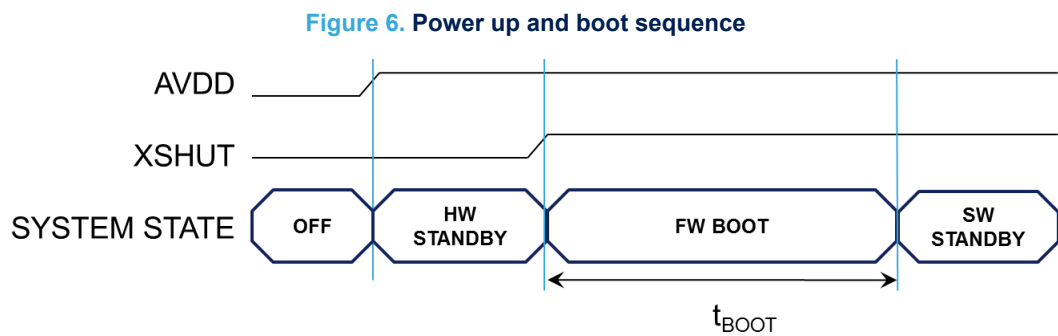 Figure 6. Power up and boot sequence
AVDD
XSHUT
SYSTEM STATE
OFF
HW
STANDBY
FW BOOT
SW
STANDBY
tBOOT